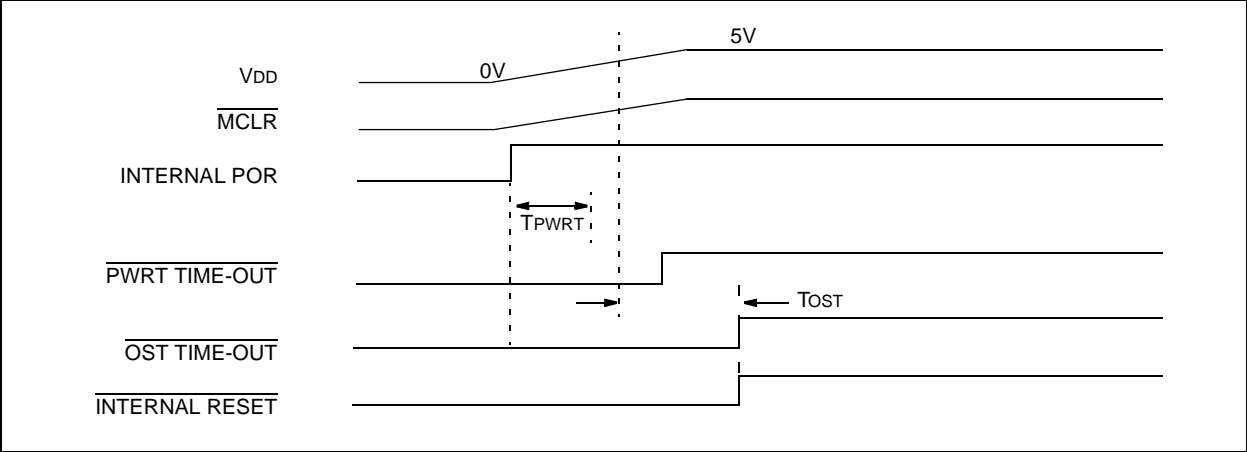 5V
0V
VDD
MCLR
INTERNAL POR
TPWRT
PWRT TIME-OUT
TOST
OST TIME-OUT
INTERNAL RESET